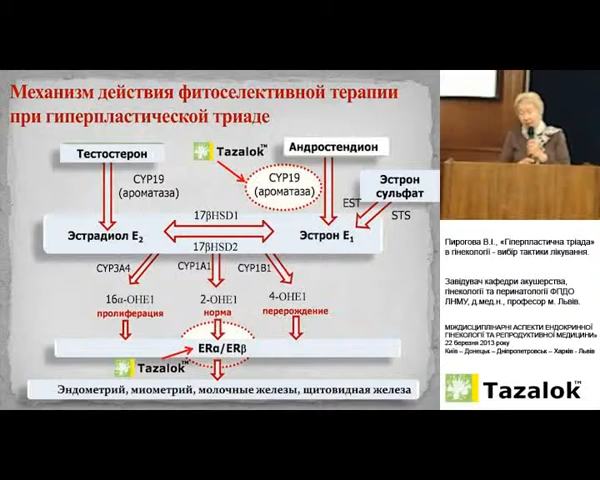 Механизм действия фитоселективной терапии
при гиперпластической триаде
Тестостерон
Tazalok™
Андростендион
CYP19
(ароматаза)
CYP19
(ароматаза)
Эстрон
сульфат
EST
STS
17βHSD1
Эстрадиол E2
Эстрон E1
17βHSD2
CYP3A4
CYP1A1
CYP1B1
16α-OHE1
2-OHE1
4-OHE1
пролиферация
норма
перерождение
ERα/ERβ
Tazalok™
Эндометрий, миометрий, молочные железы, щитовидная железа
Пирогова В.І., «Гіперпластична тріада»
в гінекології - вибір тактики лікування.
Завідувач кафедри акушерства,
гінекології та перинатології ФПДО
ЛНМУ, д.мед.н., професор м. Львів.
МІЖДИСЦИПЛІНАРНІ АСПЕКТИ ЕНДОКРИННОЇ
ГІНЕКОЛОГІЇ ТА РЕПРОДУКТИВНОЇ МЕДИЦИНИ»
22 березня 2013 року
Київ – Донецьк – Дніпропетровськ – Харків - Львів
Tazalok™